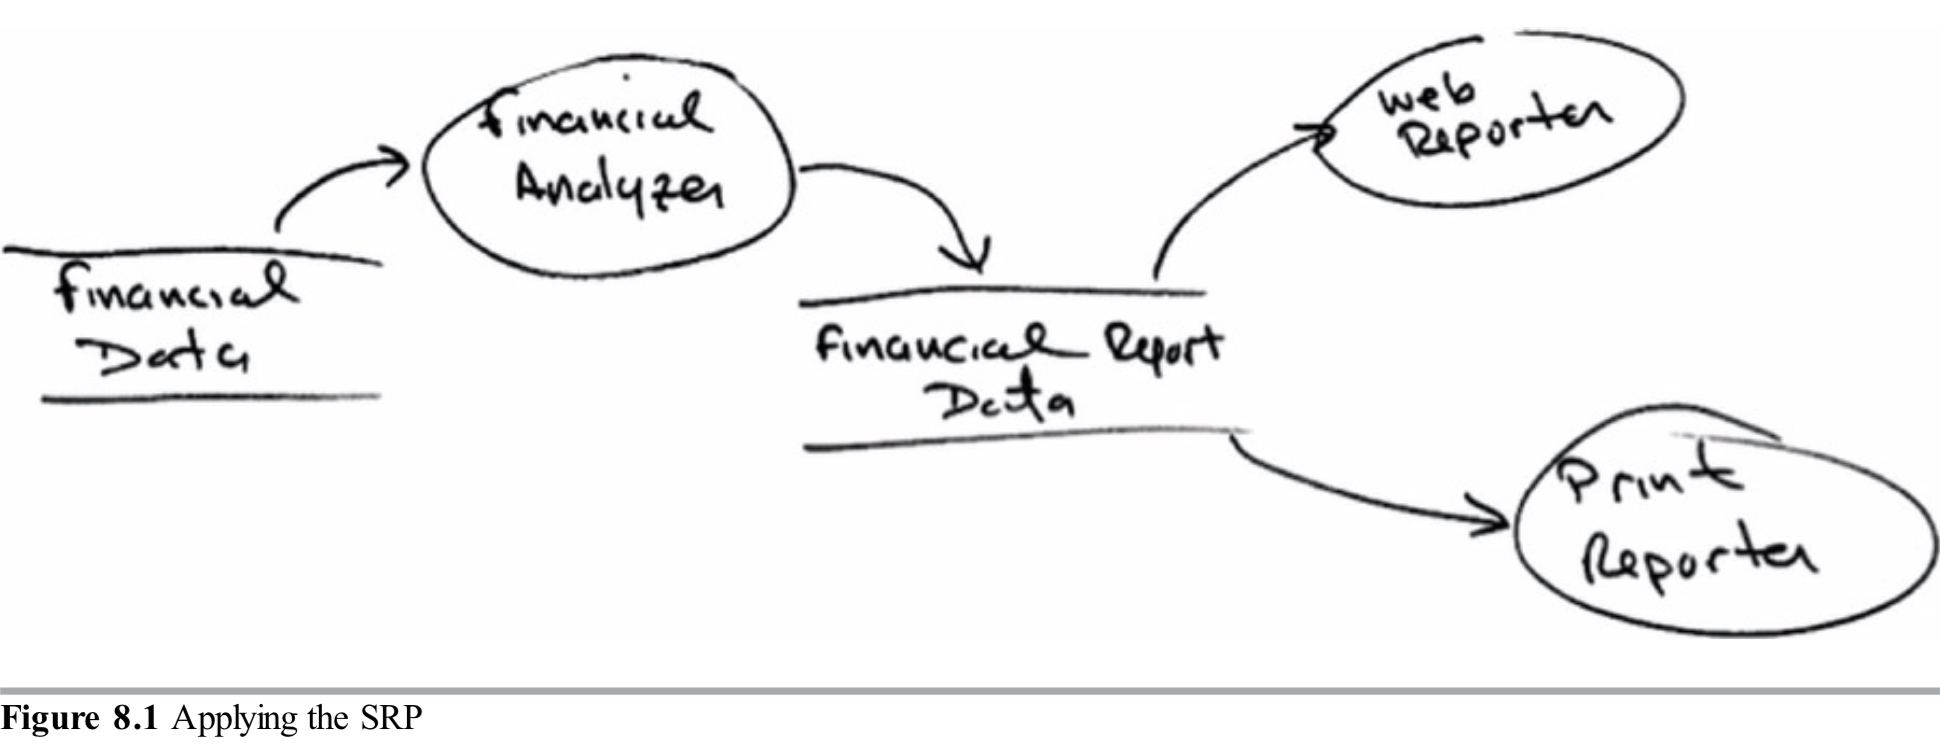 Financial
Analyzer
Web
Reporter
Financial
Data
Financial Report
Data
Print
Reporter
Figure 8.1 Applying the SRP